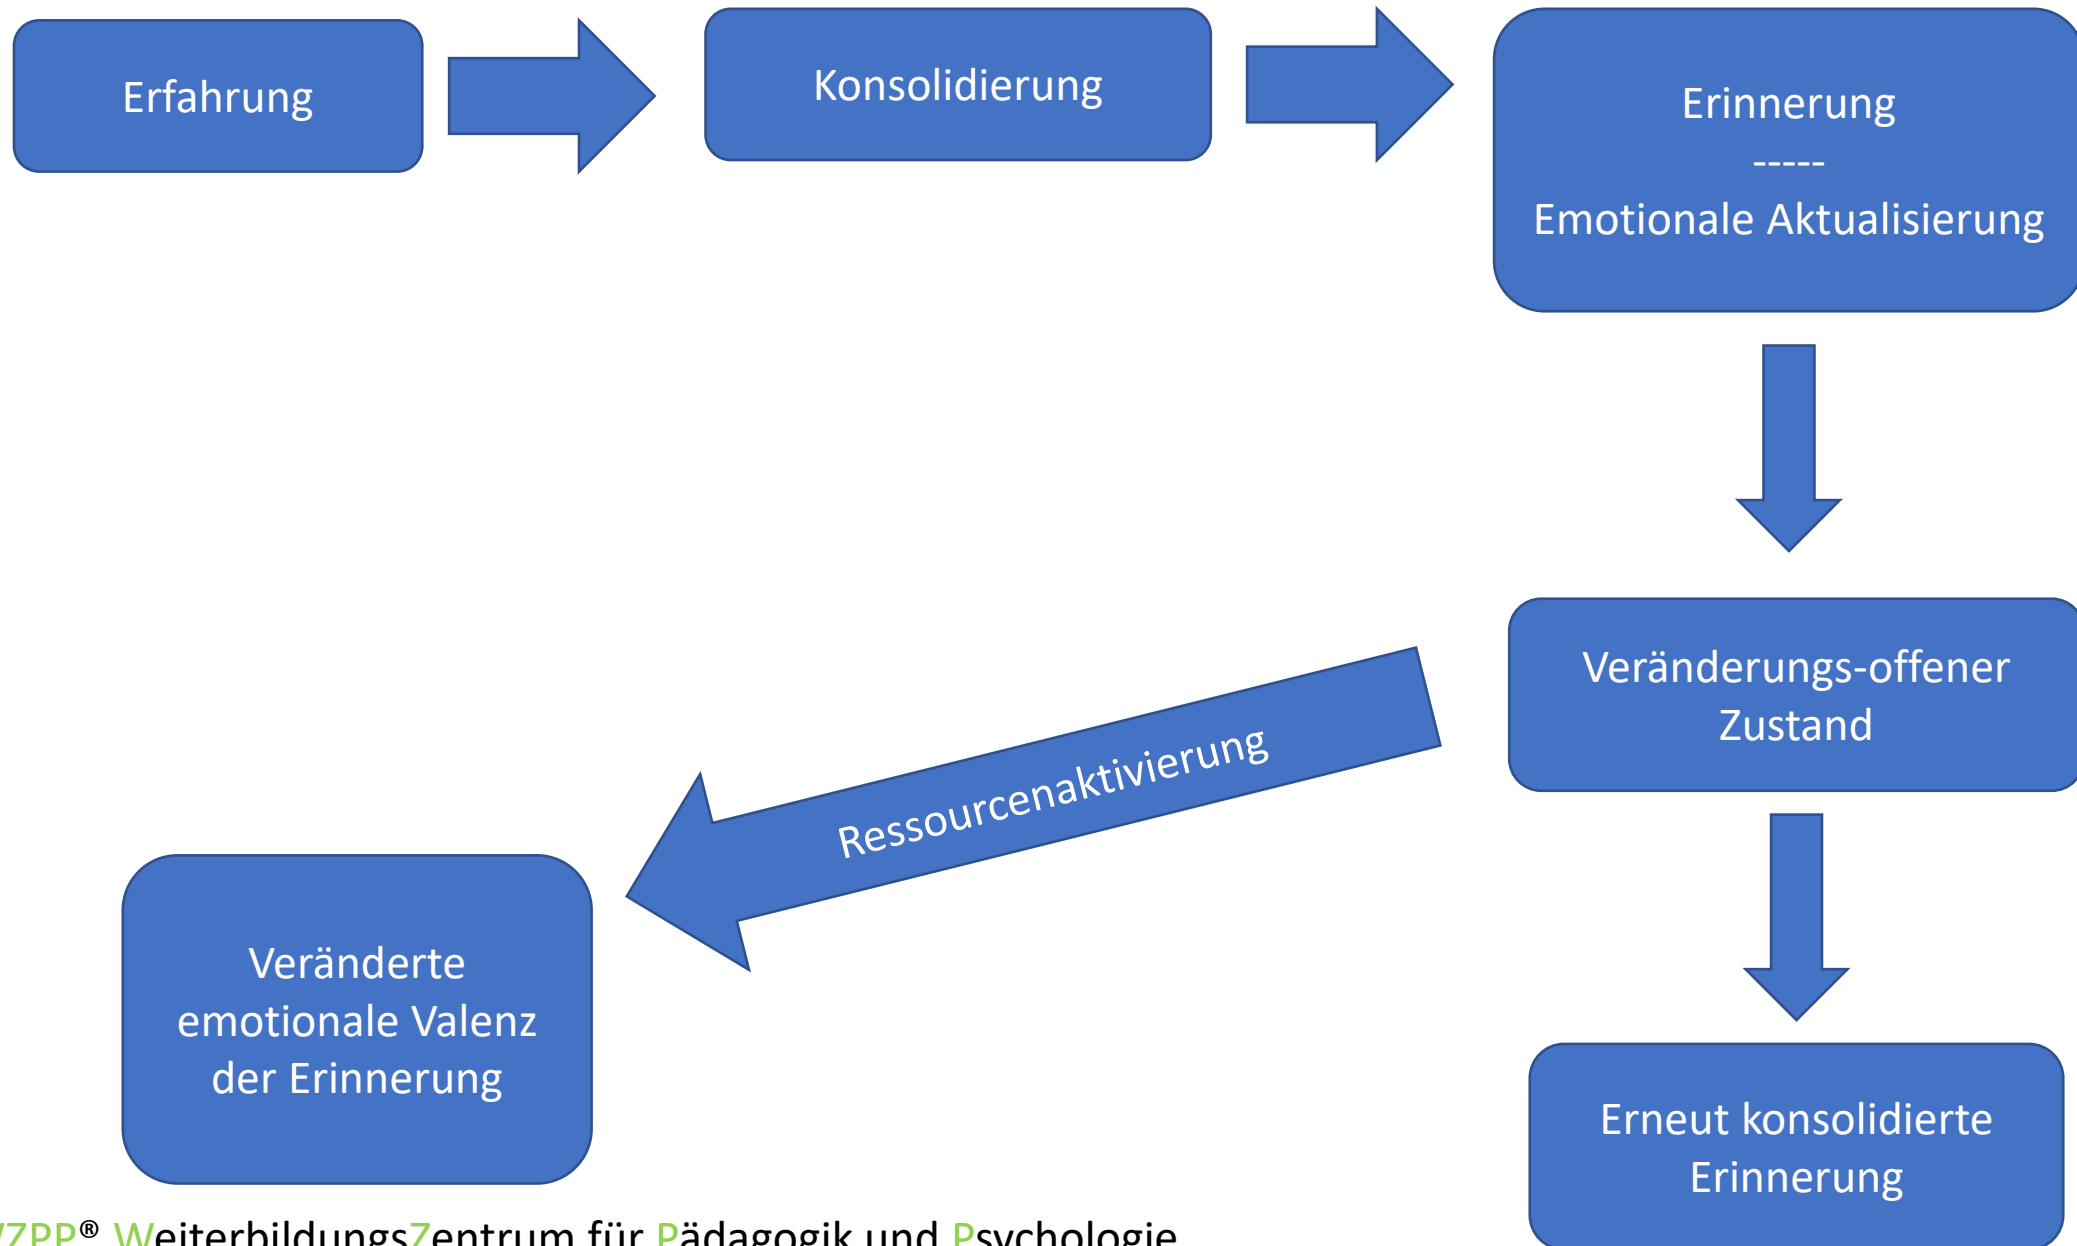 Erfahrung
Konsolidierung
Erinnerung
-----
Emotionale Aktualisierung
Veränderungs-offener
Zustand
Ressourcenaktivierung
Veränderte
emotionale Valenz
der Erinnerung
Erneut konsolidierte
Erinnerung
WZPP® WeiterbildungsZentrum für Pädagogik und Psychologie